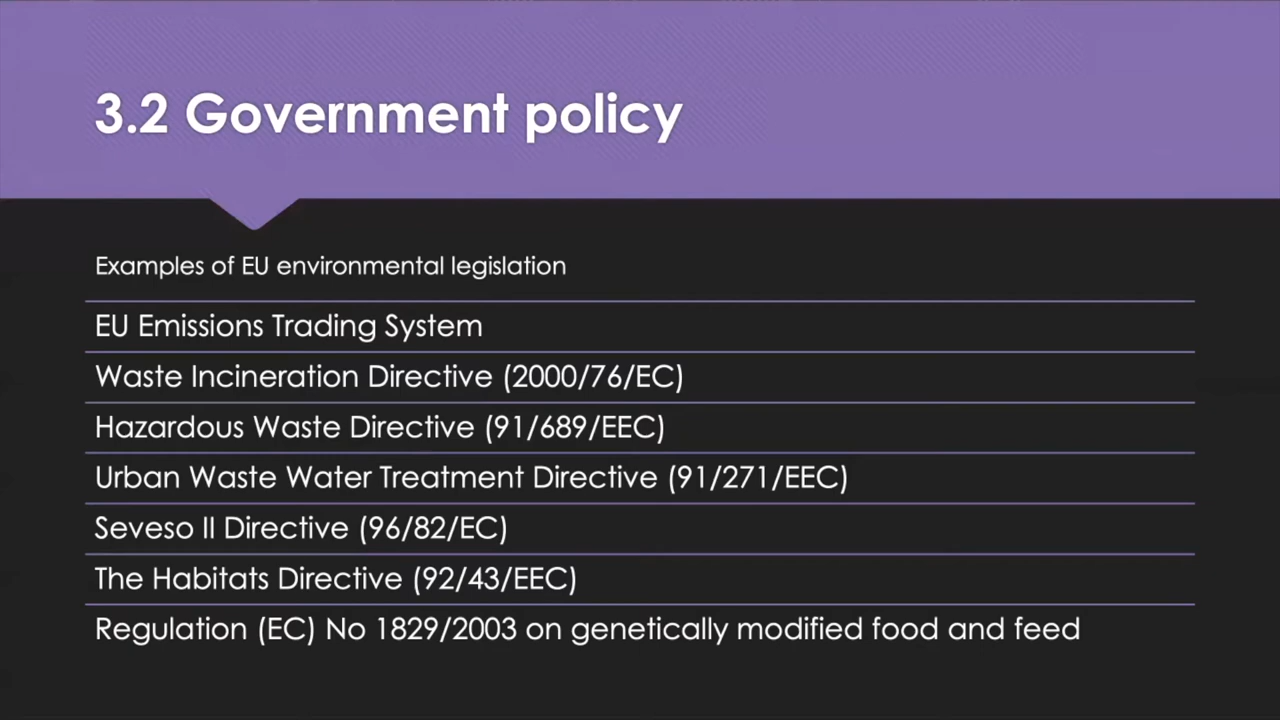 3.2 Government policy
Examples of EU environmental legislation
EU Emissions Trading System
Waste Incineration Directive (2000/76/EC)
Hazardous Waste Directive (91/689/EEC)
Urban Waste Water Treatment Directive (91/271/EEC)
Seveso II Directive (96/82/EC)
The Habitats Directive (92/43/EEC)
Regulation (EC) No 1829/2003 on genetically modified food and feed